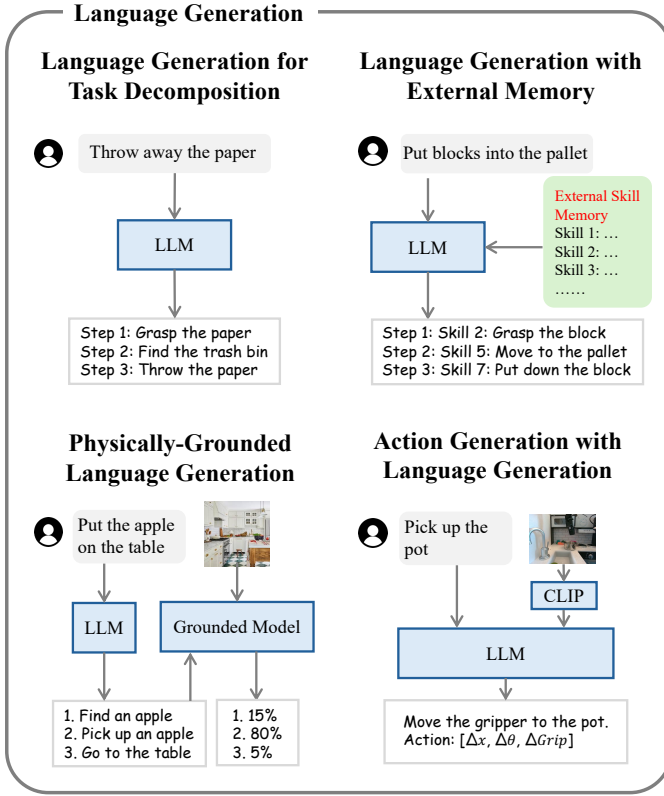 Language Generation
Language Generation for
Task Decomposition
Throw away the paper
LLM
Step 1: Grasp the paper
Step 2: Find the trash bin
Step 3: Throw the paper
Language Generation with
External Memory
Put blocks into the pallet
External Skill
Memory
Skill 1: …
Skill 2: …
Skill 3: …
……
LLM
Step 1: Skill 2: Grasp the block
Step 2: Skill 5: Move to the pallet
Step 3: Skill 7: Put down the block
Physically-Grounded
Language Generation
Put the apple
on the table
LLM
Grounded Model
1. Find an apple
2. Pick up an apple
3. Go to the table
1. 15%
2. 80%
3. 5%
Action Generation with
Language Generation
Pick up the
pot
CLIP
LLM
Move the gripper to the pot.
Action: [Δx, Δθ, ΔGrip]